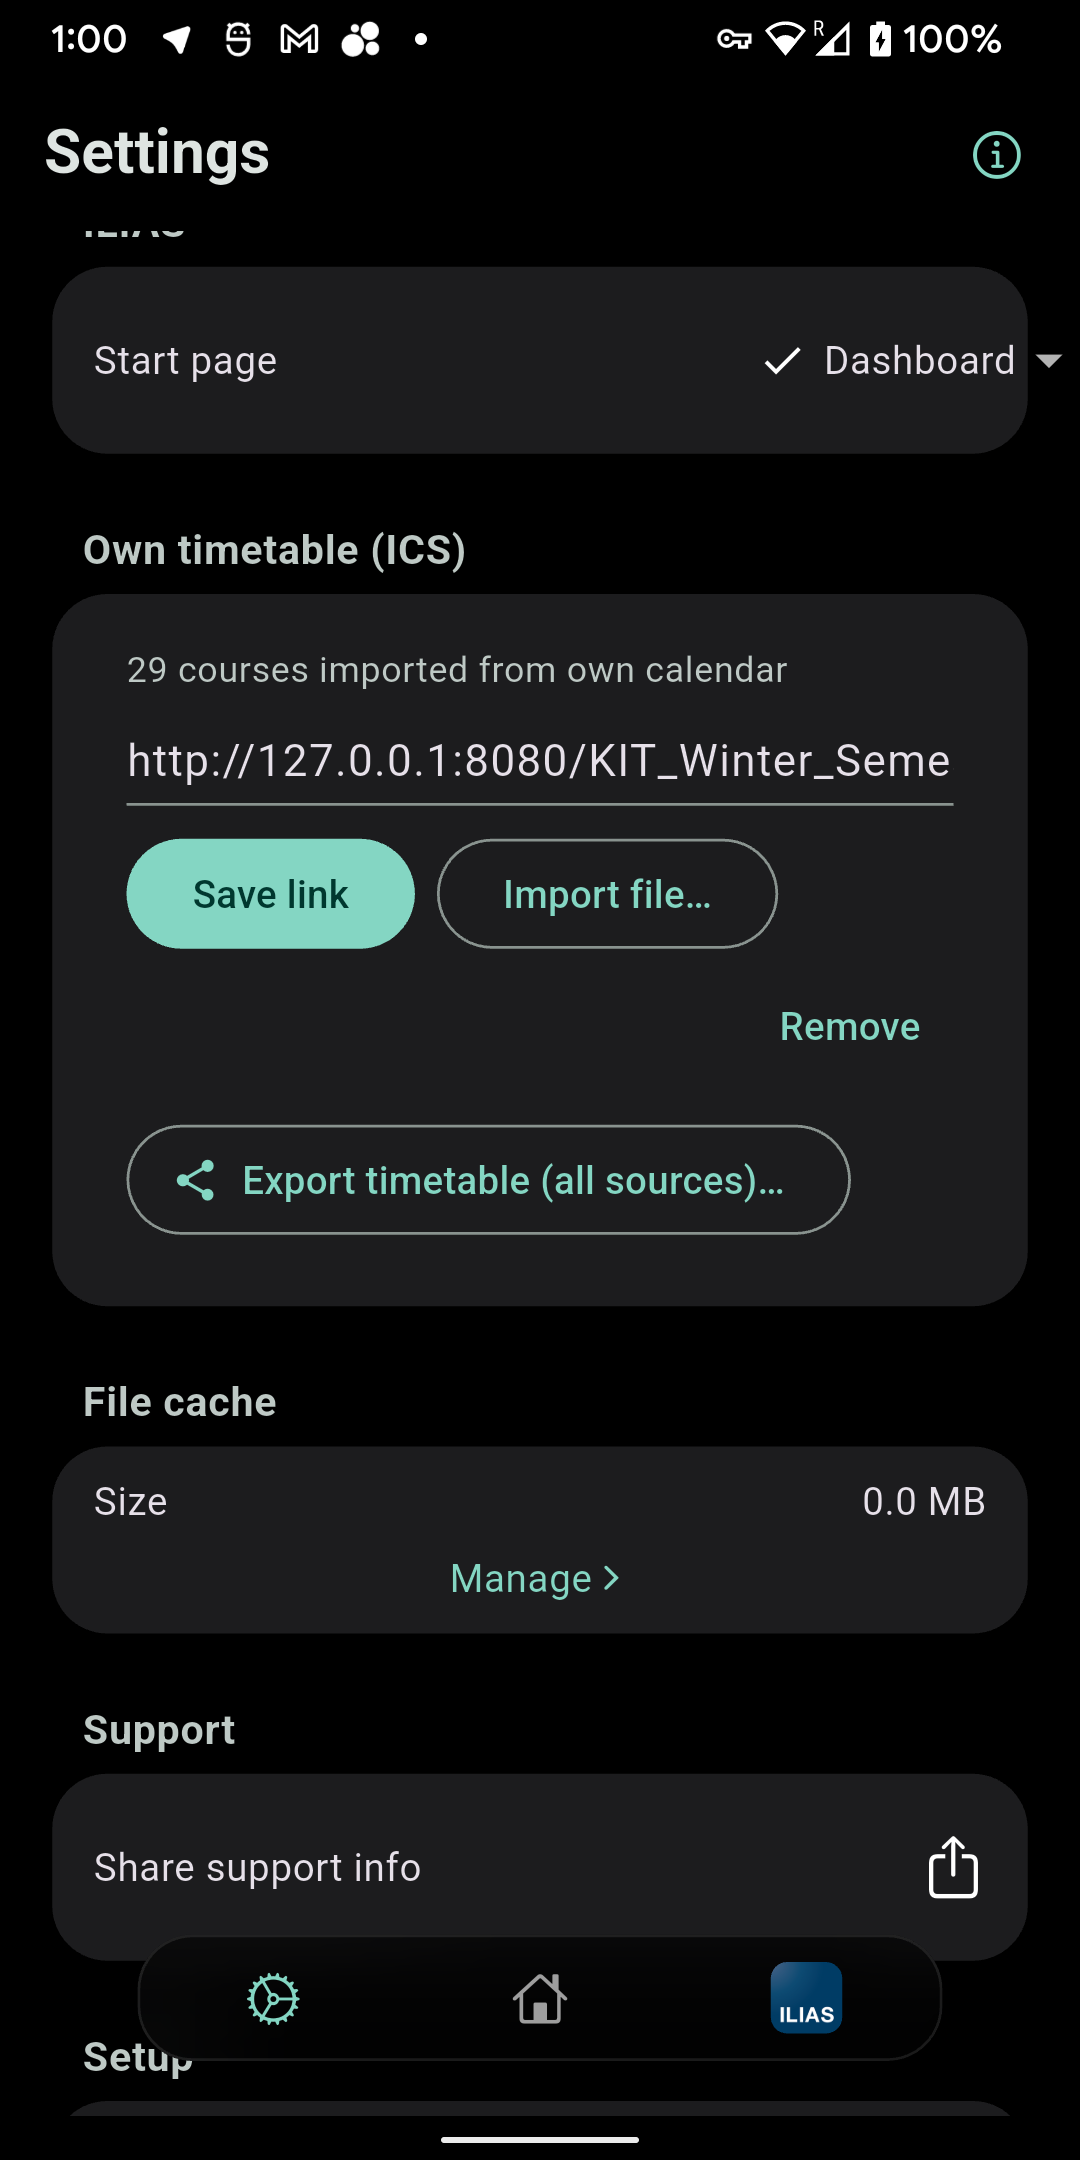 1:00
R
100%
Settings
ILIAS
Start page
Dashboard
Own timetable (ICS)
29 courses imported from own calendar
http://127.0.0.1:8080/KIT_Winter_Seme
Save link
Import file...
Remove
Export timetable (all sources)...
File cache
Size
0.0 MB
Manage
Support
Share support info
ILIAS
Setup